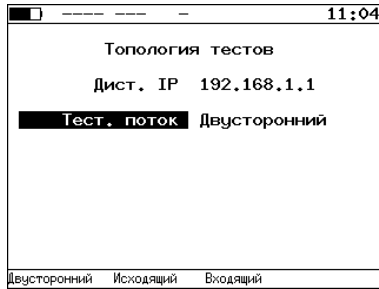 ---- --- - 11:04
Топология тестов
Дист. IP 192.168.1.1
Тест. поток Двусторонний
Двусторонний Исходящий Входящий